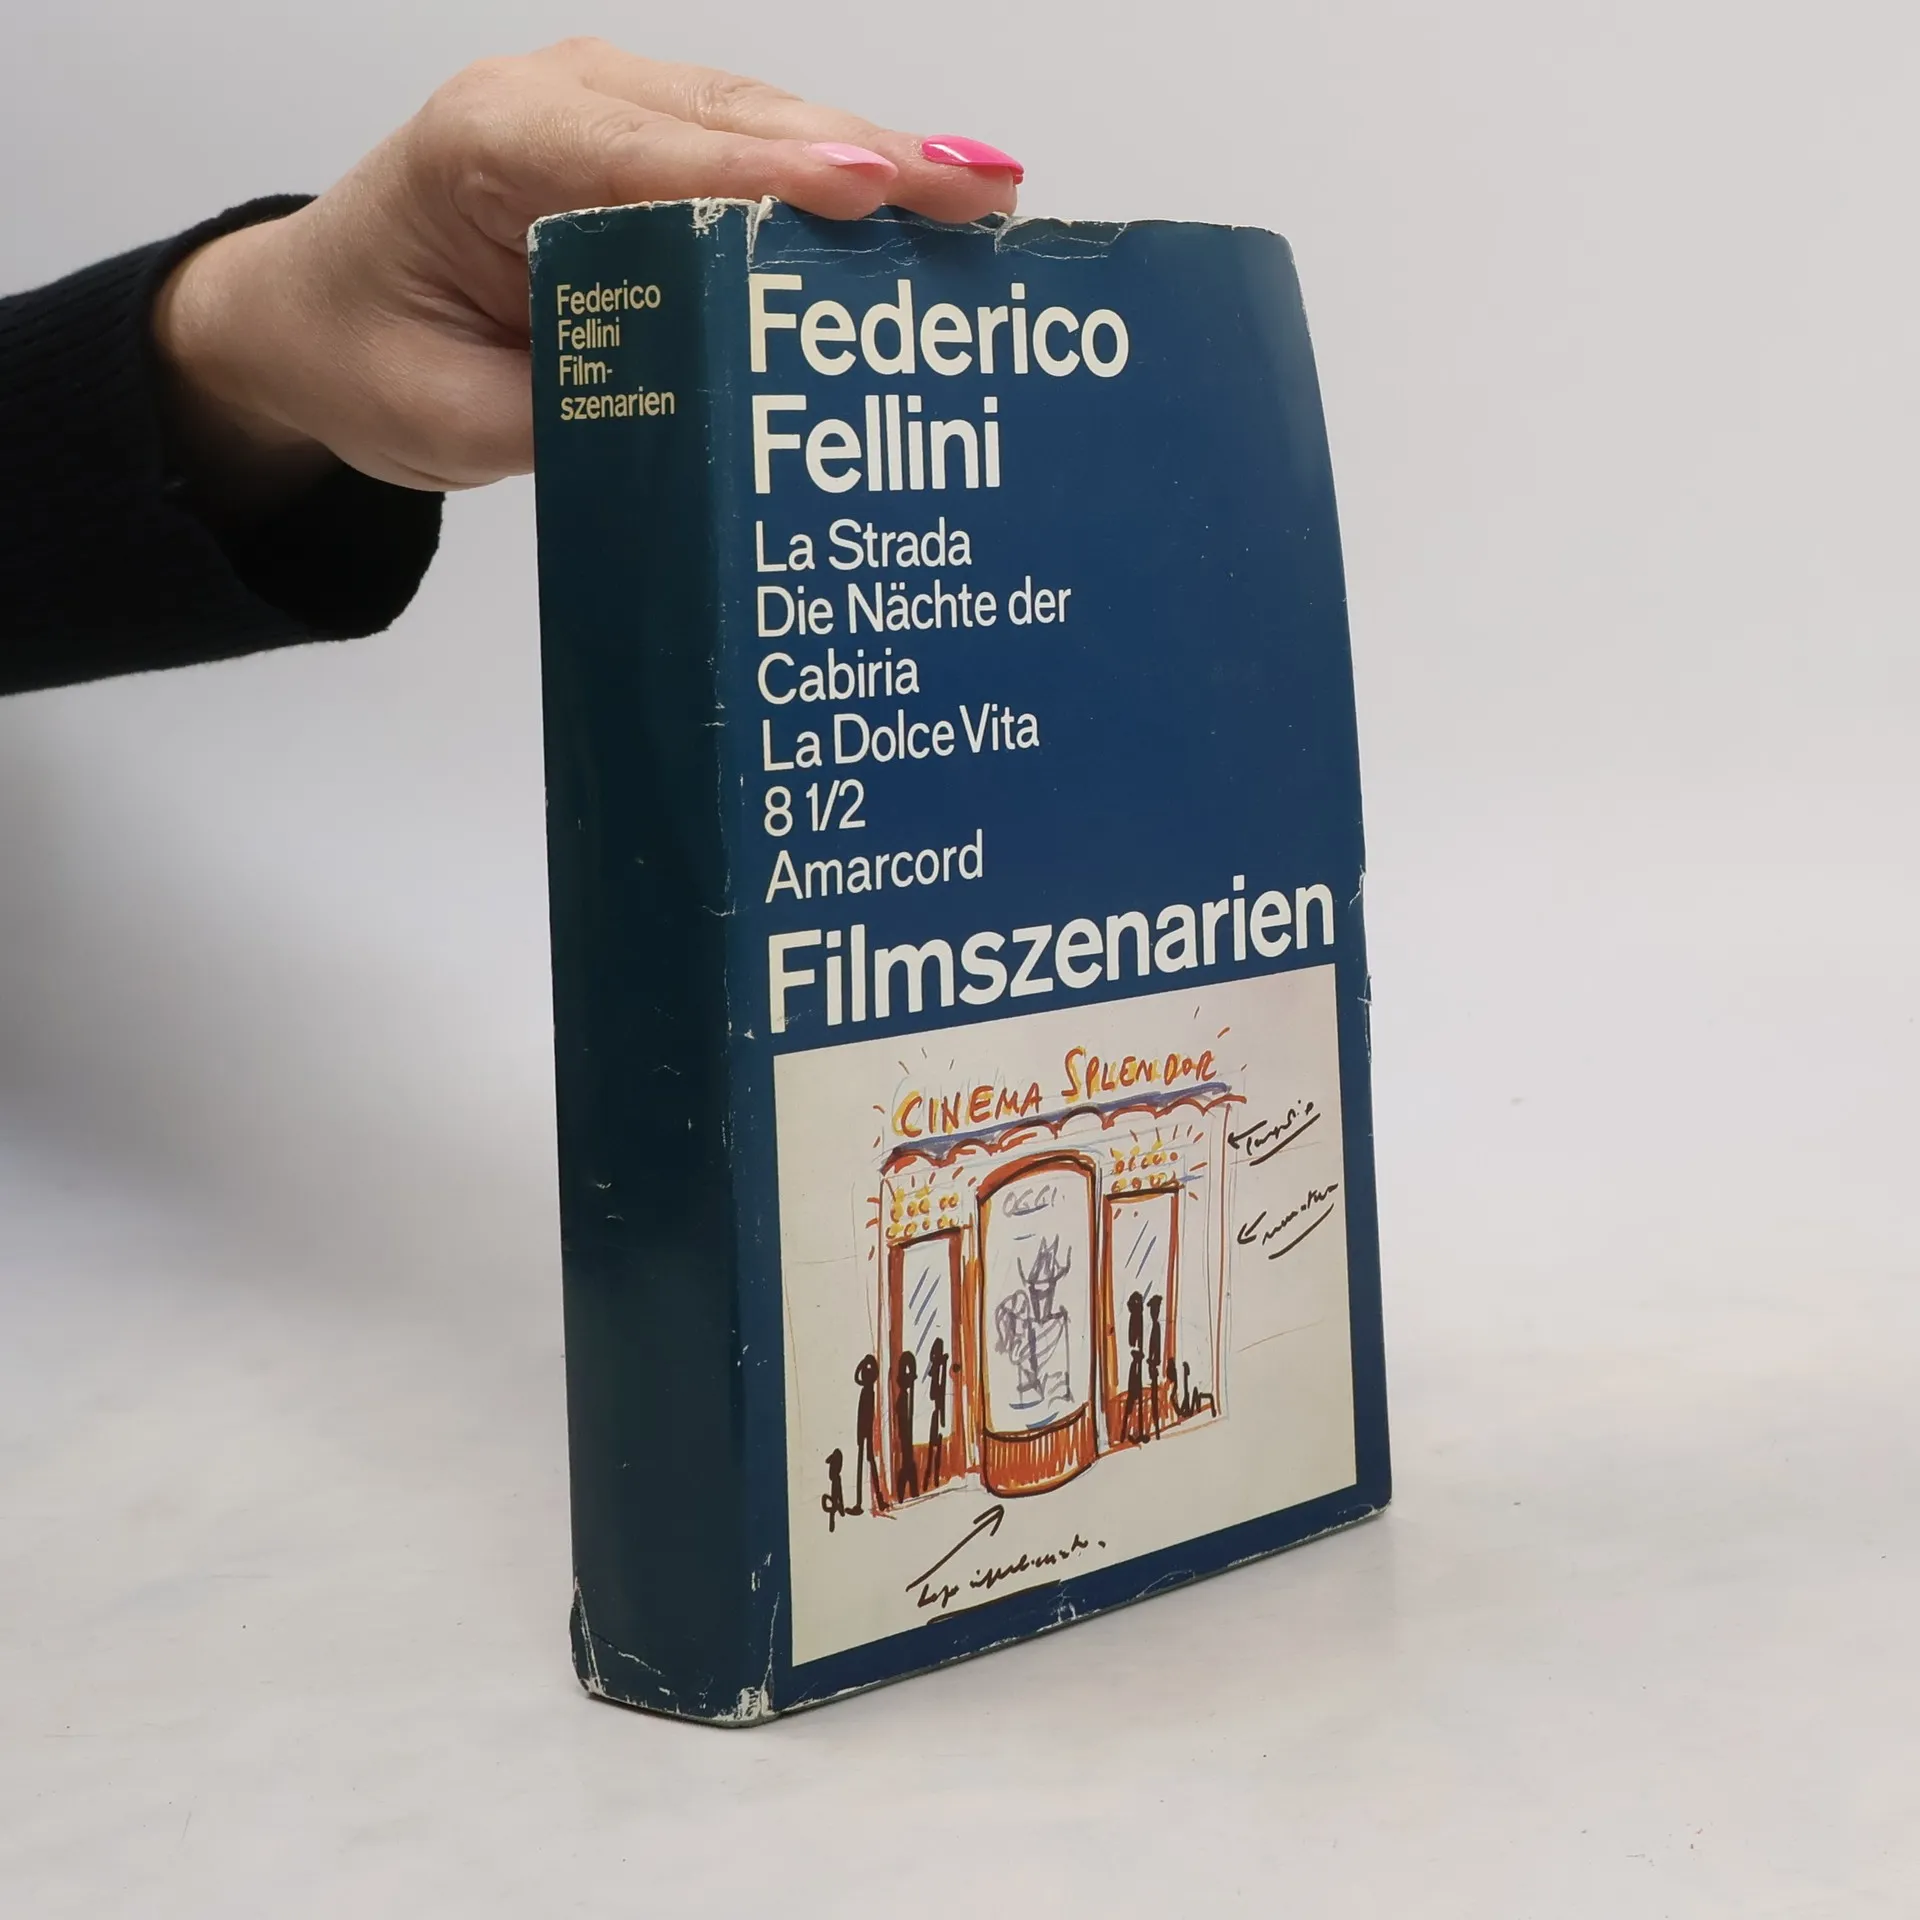 Federico
Fellini
Film-
szenarien
Federico
Fellini
La Strada
Die Nächte der
Cabiria
La Dolce Vita
8 1/2
Amarcord
Filmszenarien
CINEMA SPLENDOR
OGGI